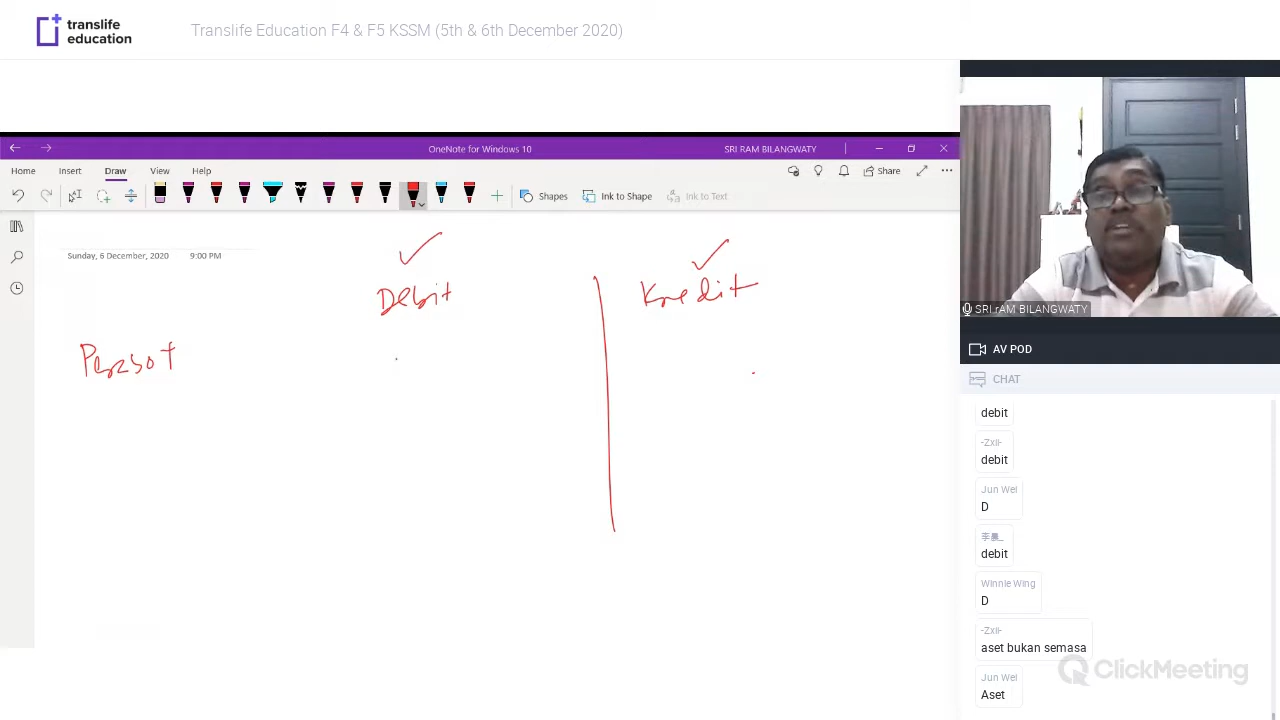 translife
education
Translife Education F4 & F5 KSSM (5th & 6th December 2020)
OneNote for Windows 10
SRI RAM BILANGWATY
Home Insert Draw View Help
Share
Shapes
Ink to Shape
Ink to Text
Sunday, 6 December, 2020 9:00 PM
Debit
Kredit
Perabot
SRI rAM BILANGWATY
AV POD
CHAT
debit
-Zxii-
debit
Jun Wei
D
debit
Winnie Wing
D
-Zxii-
aset bukan semasa
Jun Wei
Aset
ClickMeeting